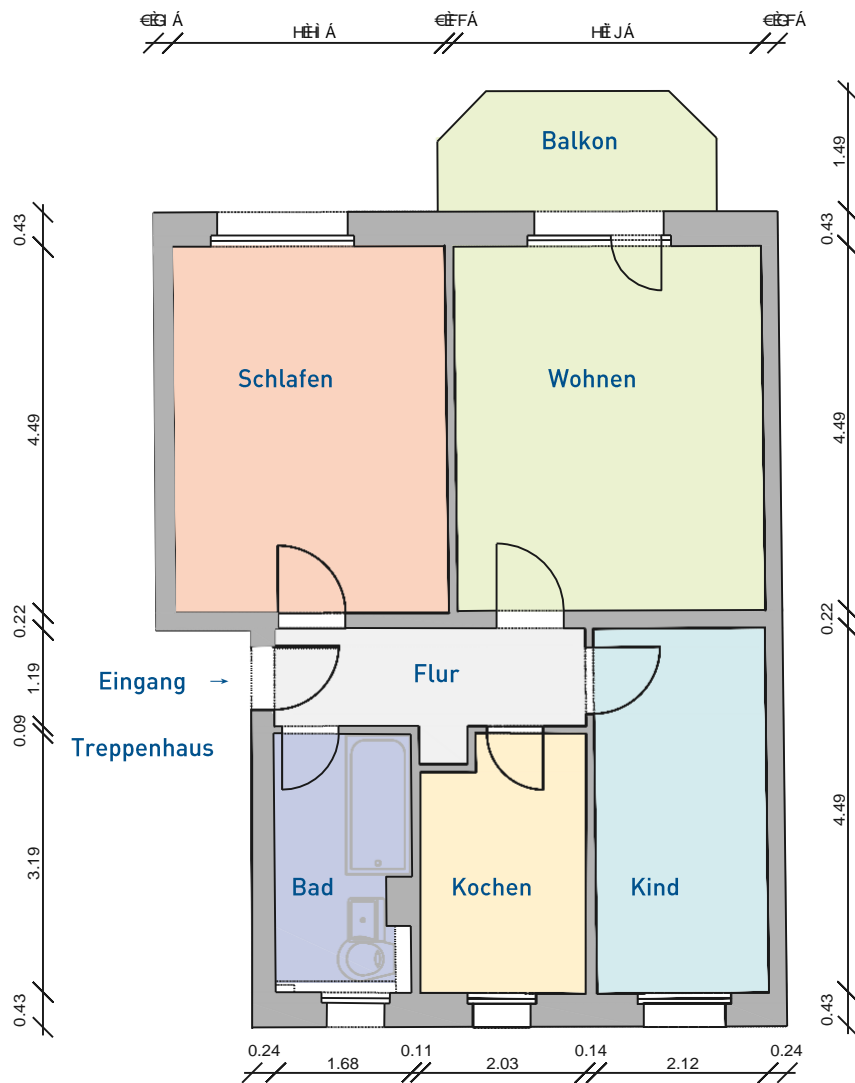 Balkon
1.49
0.43
0.43
Schlafen
Wohnen
4.49
4.49
0.22
0.22
Eingang →
Flur
1.19
0.09
Treppenhaus
Bad
Kochen
Kind
3.19
4.49
0.43
0.43
0.24
1.68
0.11
2.03
0.14
2.12
0.24